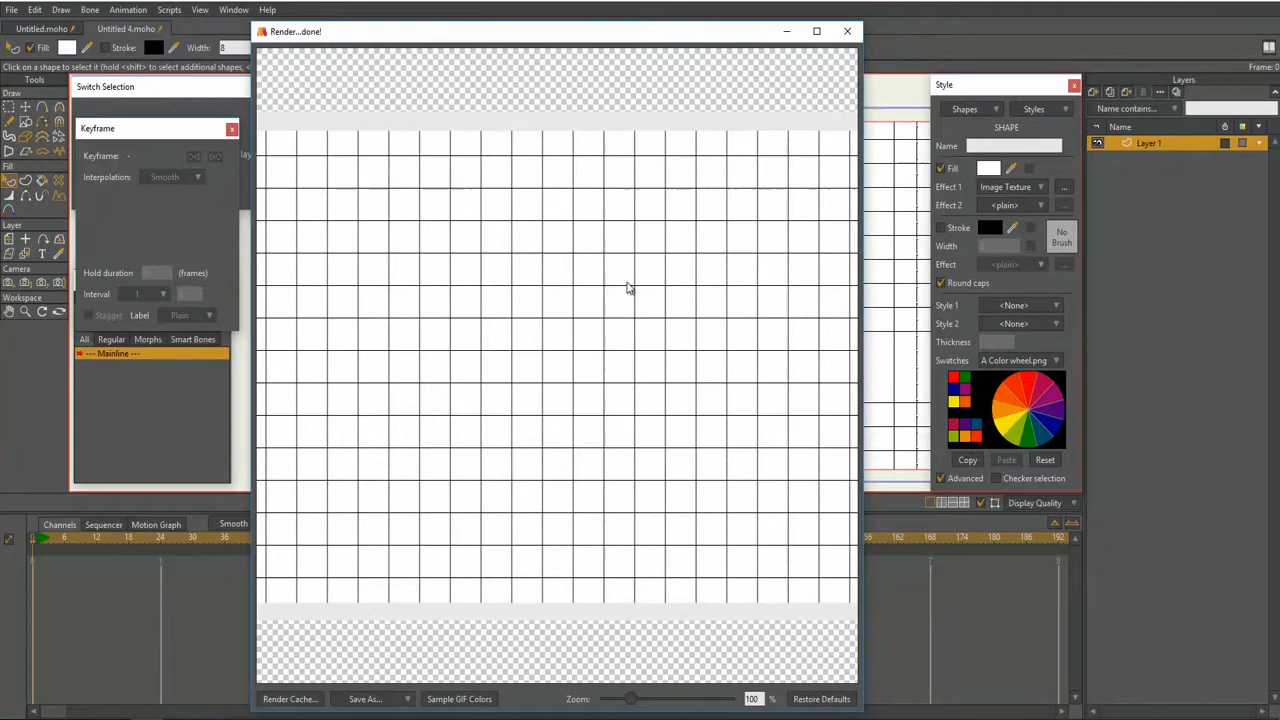 File Edit Draw Bone Animation Scripts View Window Help
Untitled.moho Untitled 4.moho
Fill: Stroke: Width: 8
Click on a shape to select it (hold <shift> to select additional shapes, <
Frame: 0
Render...done!
Tools
Draw
Fill
Layer
Camera
Workspace
Switch Selection
Keyframe
Keyframe: -
Interpolation: Smooth
Hold duration (frames)
Interval 1
Stagger Label Plain
All Regular Morphs Smart Bones
--- Mainline ---
Render Cache... Save As... Sample GIF Colors Zoom: 100 % Restore Defaults
Style
Shapes Styles
SHAPE
Name
Fill
Effect 1 Image Texture ...
Effect 2 <plain> ...
Stroke
No Brush
Width
Effect <plain> ...
Round caps
Style 1 <None>
Style 2 <None>
Thickness
Swatches A Color wheel.png
Copy Paste Reset
Advanced Checker selection
Display Quality
Layers
Name contains...
Name
Layer 1
Channels Sequencer Motion Graph Smooth
0 6 12 18 24 30 36
56 162 168 174 180 186 192
1 7 8